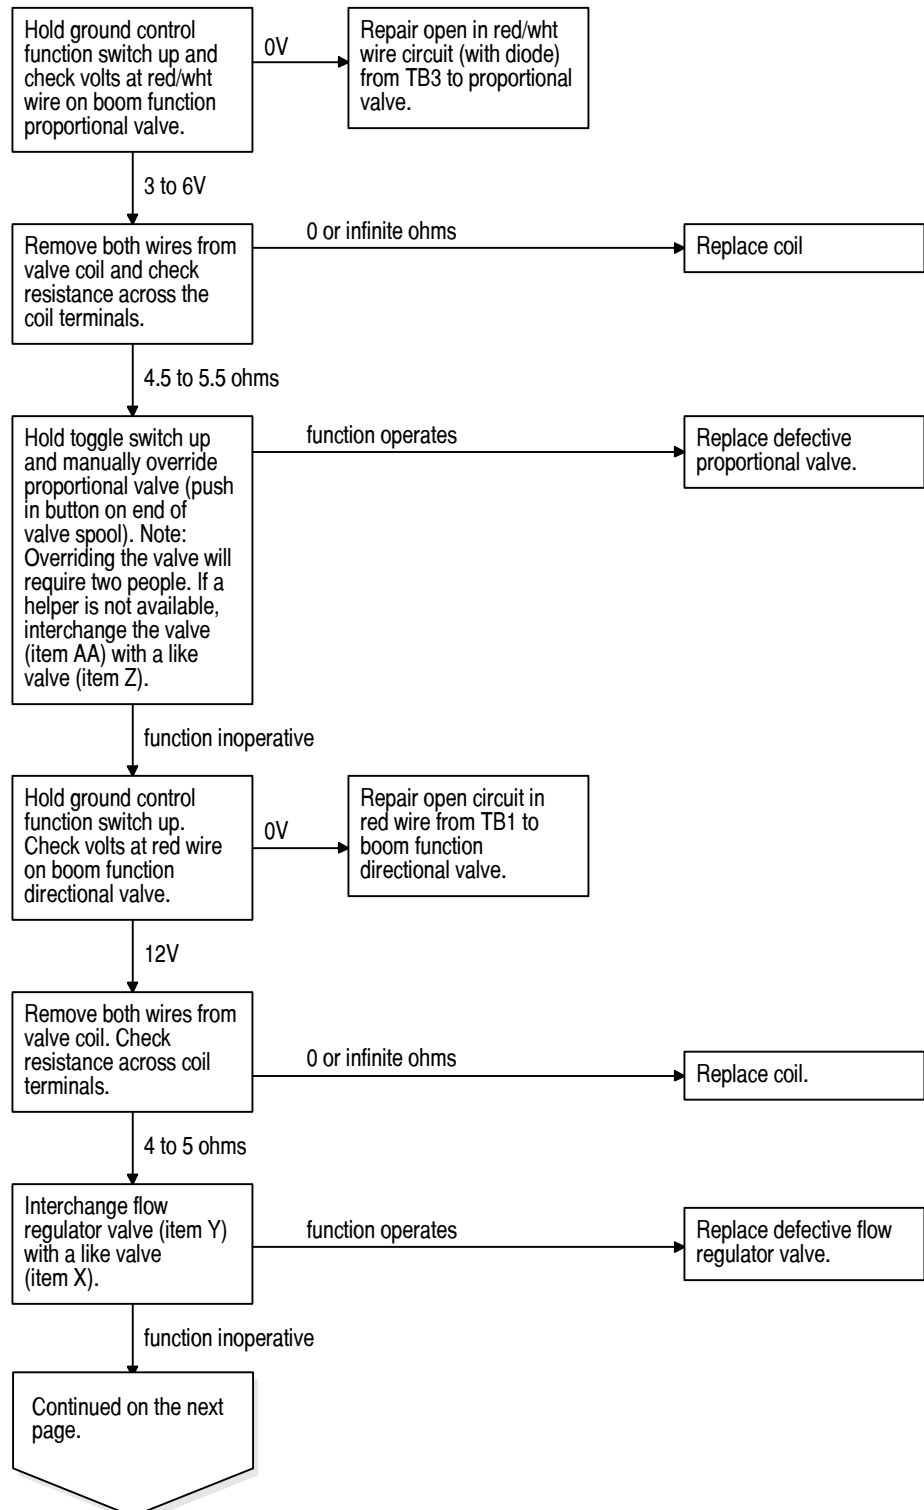 Hold ground control
function switch up and
check volts at red/wht
wire on boom function
proportional valve.
0V
Repair open in red/wht
wire circuit (with diode)
from TB3 to proportional
valve.
3 to 6V
Remove both wires from
valve coil and check
resistance across the
coil terminals.
0 or infinite ohms
Replace coil
4.5 to 5.5 ohms
Hold toggle switch up
and manually override
proportional valve (push
in button on end of
valve spool). Note:
Overriding the valve will
require two people. If a
helper is not available,
interchange the valve
(item AA) with a like
valve (item Z).
function operates
Replace defective
proportional valve.
function inoperative
Hold ground control
function switch up.
Check volts at red wire
on boom function
directional valve.
0V
Repair open circuit in
red wire from TB1 to
boom function
directional valve.
12V
Remove both wires from
valve coil. Check
resistance across coil
terminals.
0 or infinite ohms
Replace coil.
4 to 5 ohms
Interchange flow
regulator valve (item Y)
with a like valve
(item X).
function operates
Replace defective flow
regulator valve.
function inoperative
Continued on the next
page.